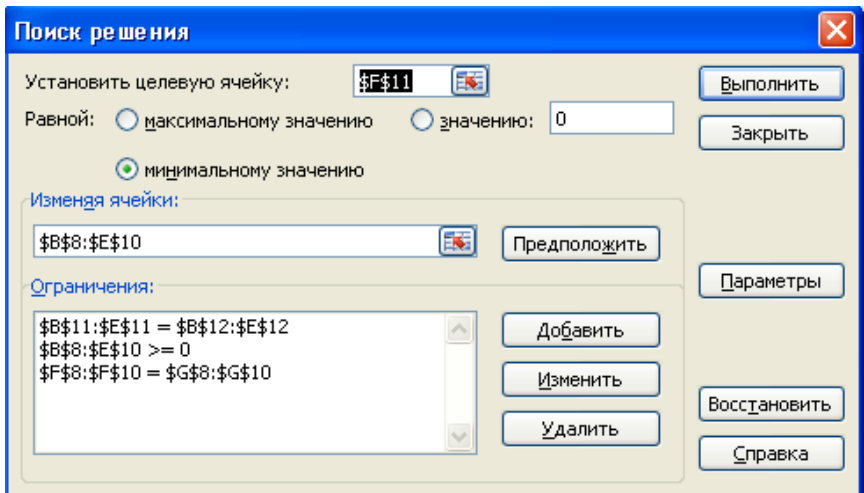 Поиск решения
Установить целевую ячейку: $F$11 Выполнить
Равной: максимальному значению значению: 0 Закрыть
минимальному значению
Изменяя ячейки:
$B$8:$E$10 Предположить
Параметры
Ограничения:
$B$11:$E$11 = $B$12:$E$12 Добавить
$B$8:$E$10 >= 0
$F$8:$F$10 = $G$8:$G$10 Изменить
Восстановить
Удалить
Справка